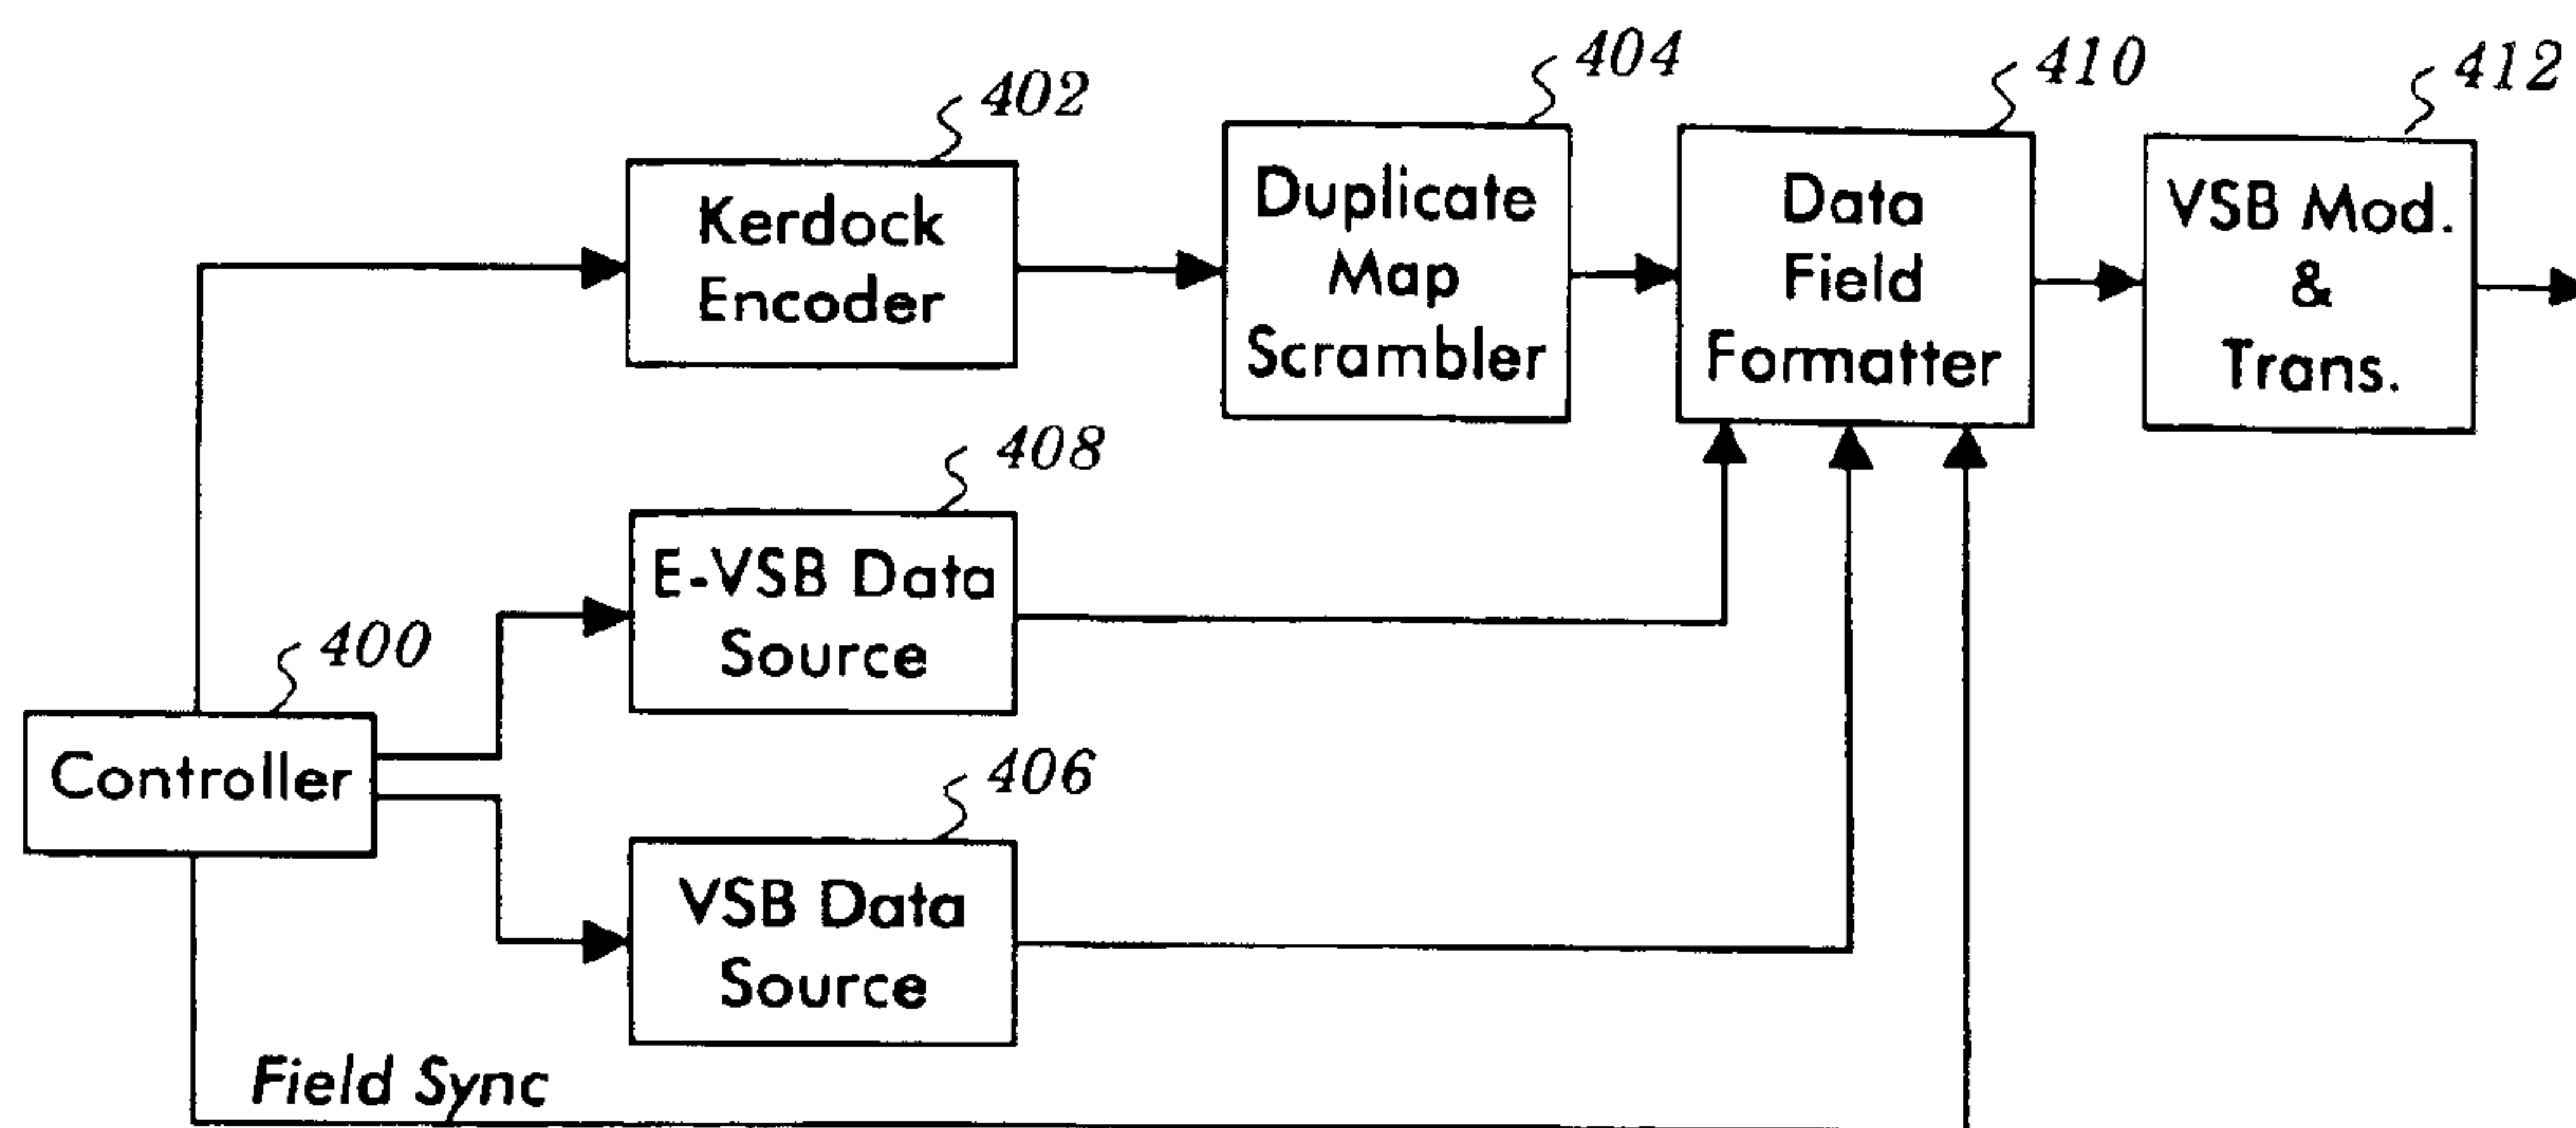 402
Kerdock
Encoder
404
Duplicate
Map
Scrambler
410
Data
Field
Formatter
412
VSB Mod.
&
Trans.
408
E-VSB Data
Source
400
Controller
406
VSB Data
Source
Field Sync